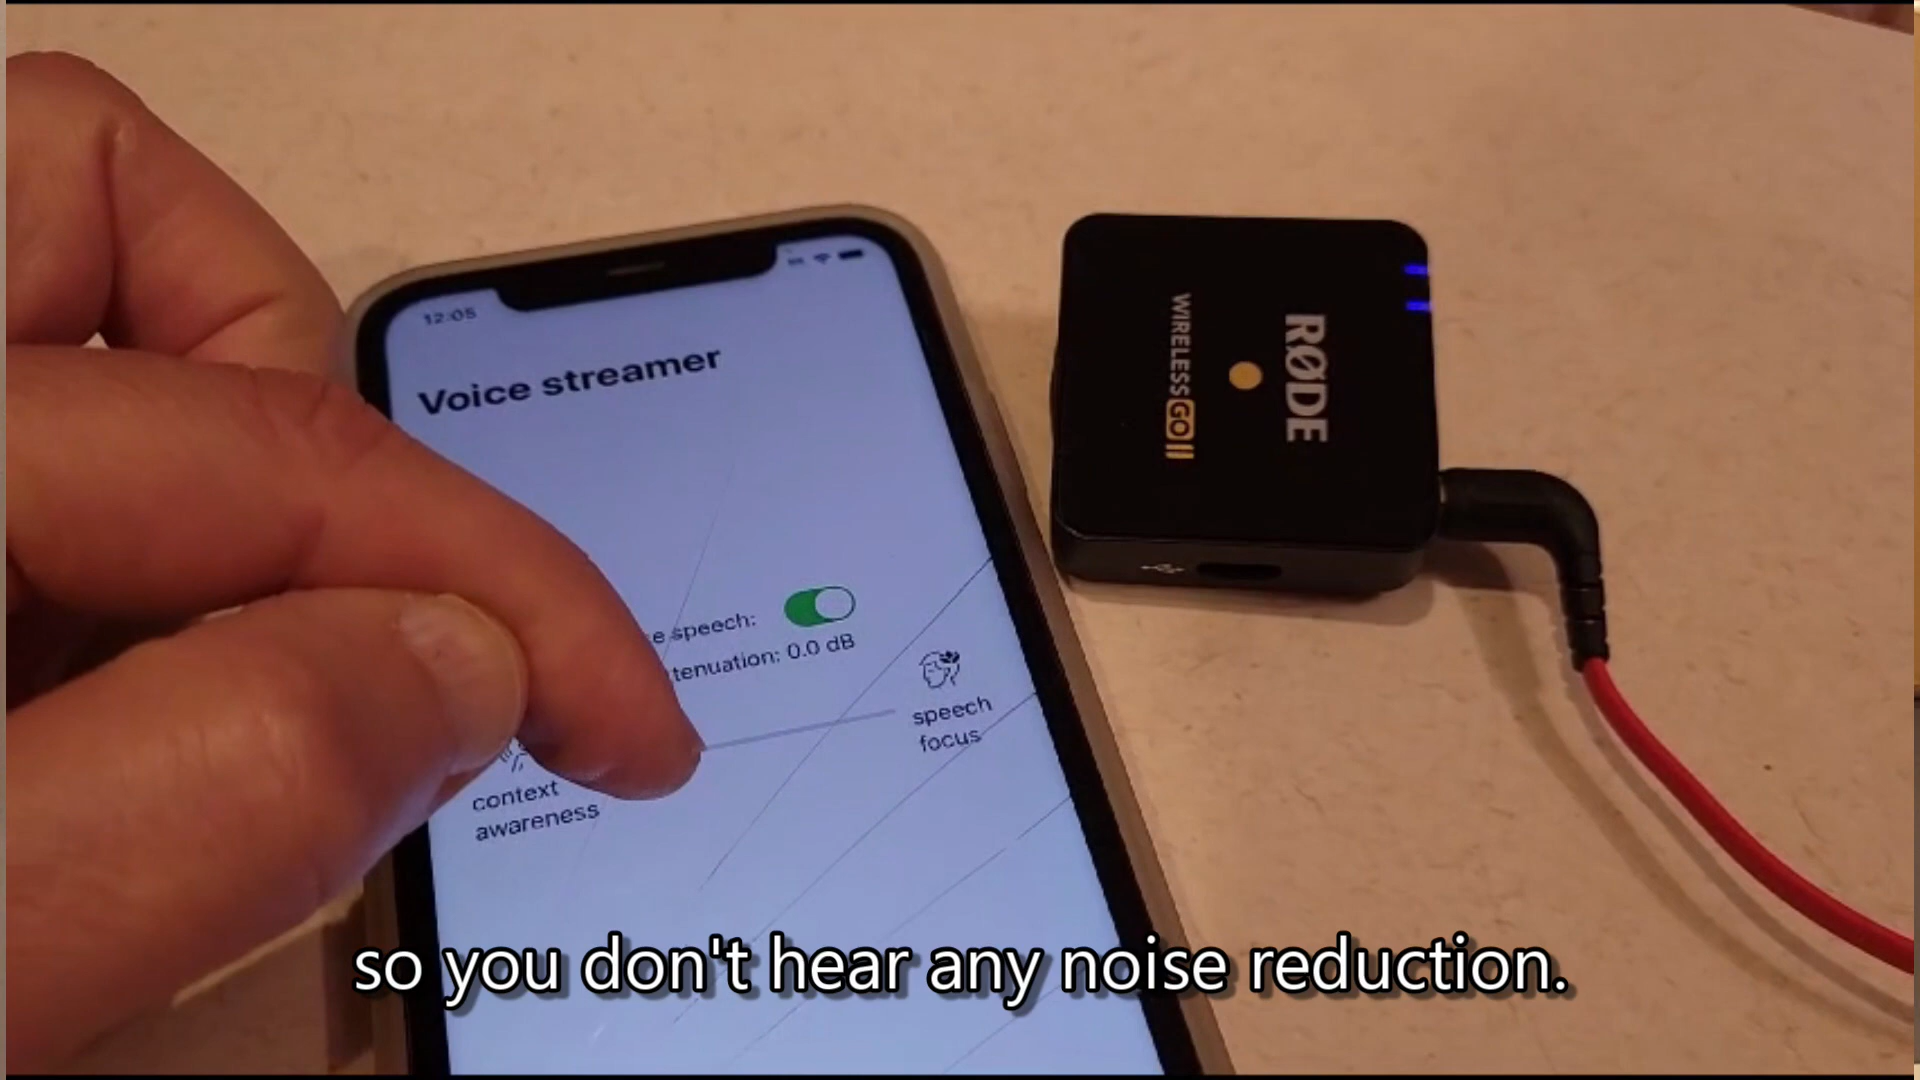 12:05
Voice streamer
e speech:
tenuation: 0.0 dB
speech
focus
context
awareness
RØDE
WIRELESS GO II
so you don't hear any noise reduction.